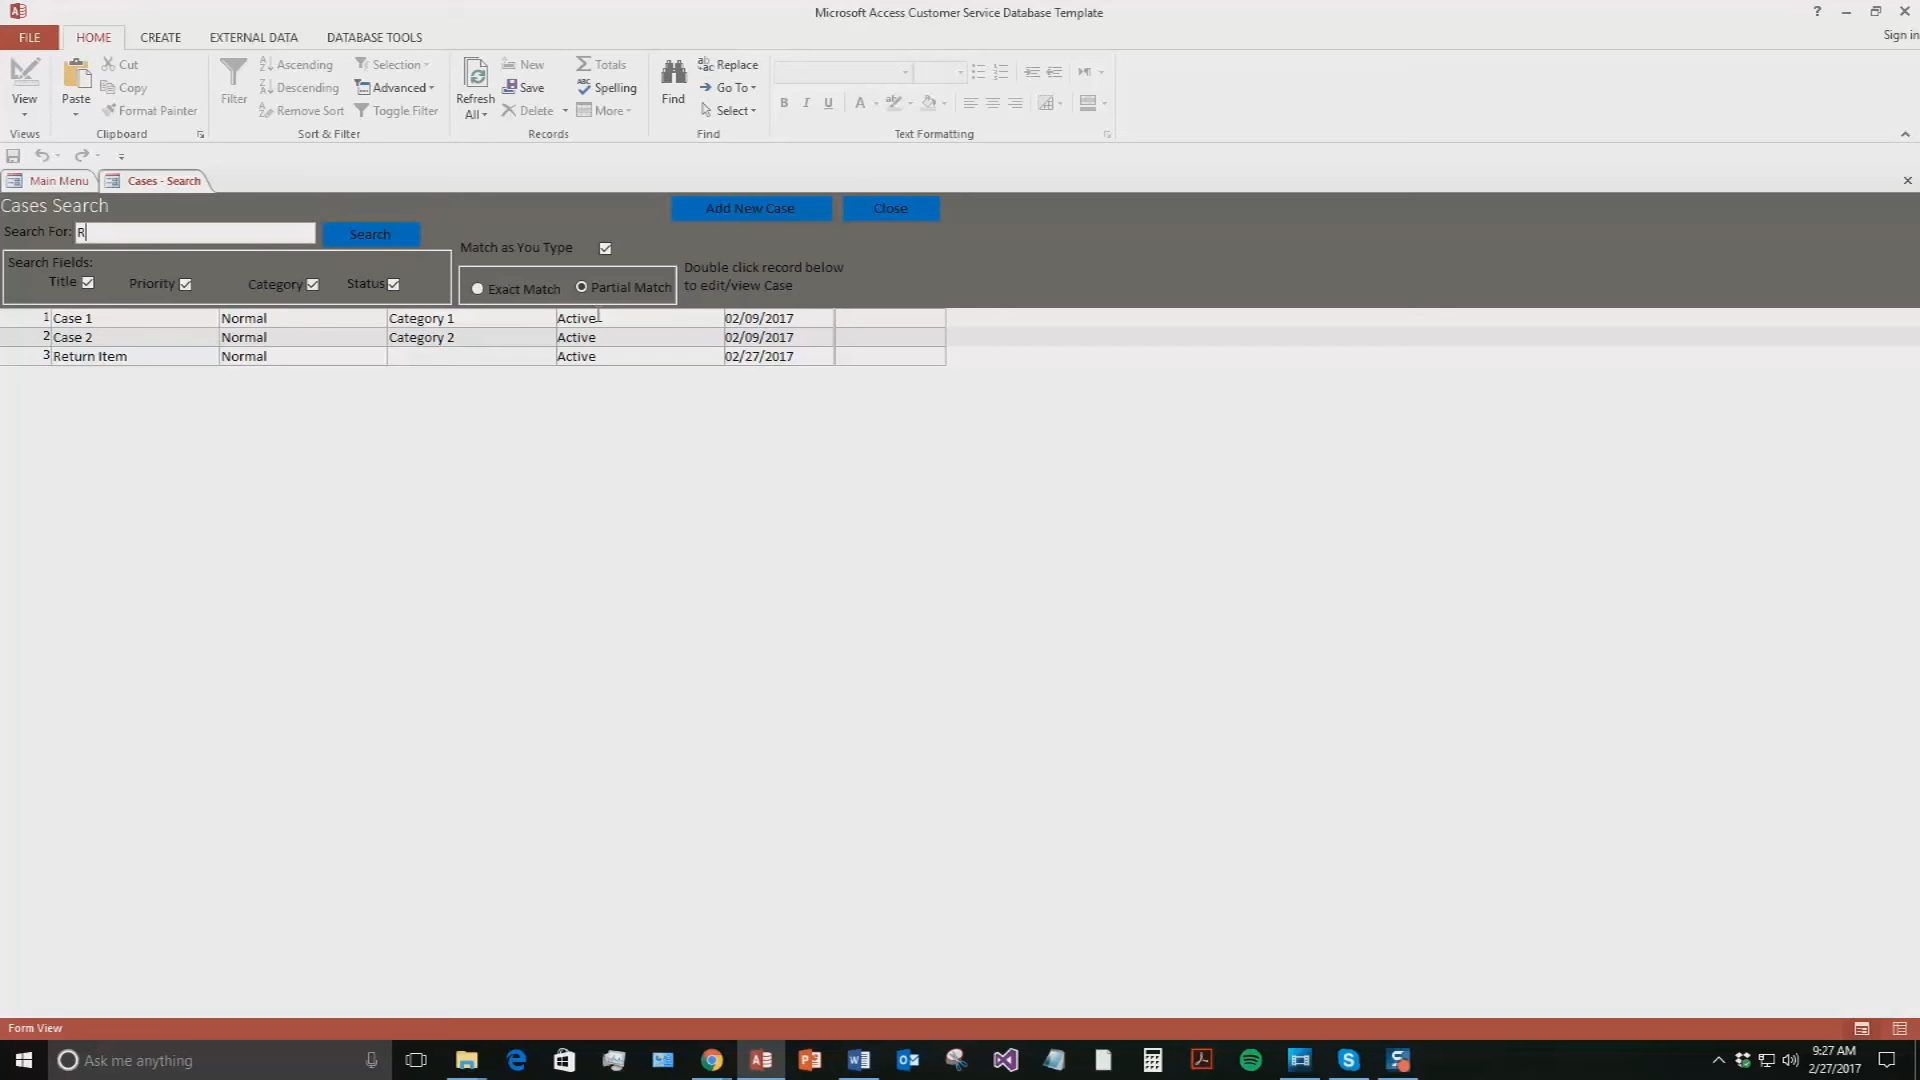 Microsoft Access Customer Service Database Template
?
Sign in
FILE HOME CREATE EXTERNAL DATA DATABASE TOOLS
View
Views
Paste
Cut
Copy
Format Painter
Clipboard
Filter
Ascending
Descending
Remove Sort
Selection
Advanced
Toggle Filter
Sort & Filter
Refresh
All
New
Save
Delete
Totals
Spelling
More
Records
Find
Replace
Go To
Select
Find
B I U A
Text Formatting
Main Menu Cases - Search
Cases Search
Add New Case Close
Search For: R Search
Match as You Type
Search Fields:
Title Priority Category Status
Exact Match Partial Match
Double click record below
to edit/view Case
1 Case 1 Normal Category 1 Active 02/09/2017
2 Case 2 Normal Category 2 Active 02/09/2017
3 Return Item Normal Active 02/27/2017
Form View
Ask me anything
9:27 AM
2/27/2017